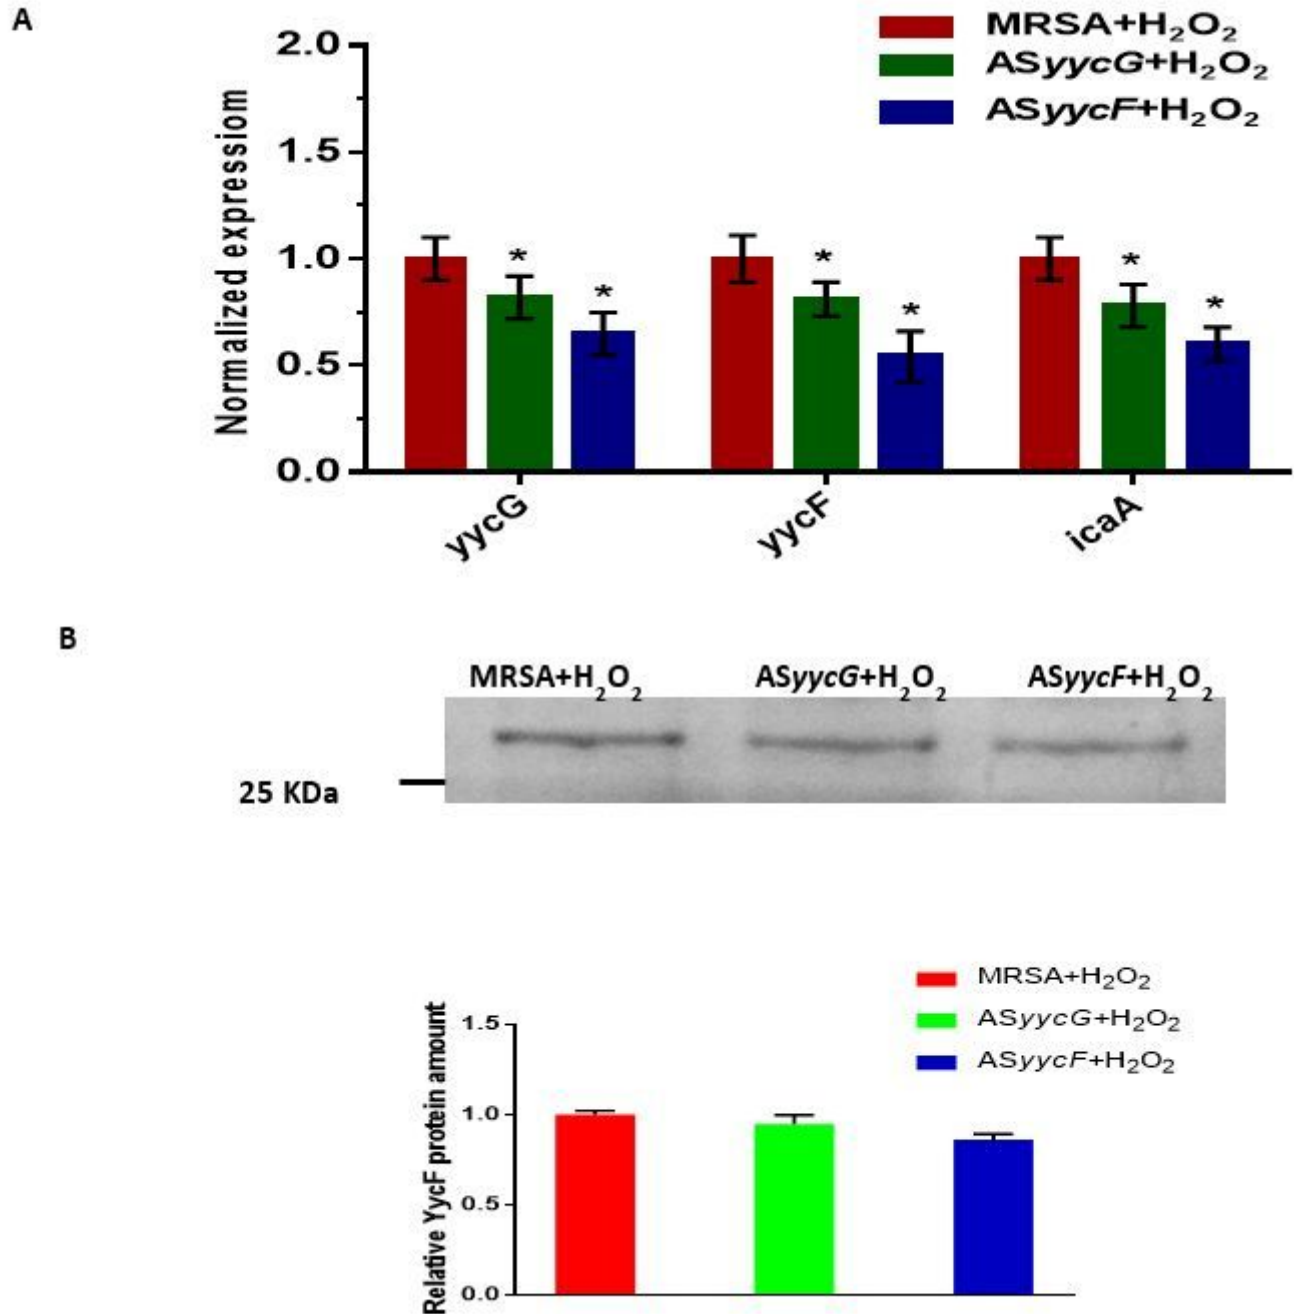 A
MRSA+H₂O₂
ASyycG+H₂O₂
ASyycF+H₂O₂
Normalized expressiom
2.0
1.5
1.0
0.5
0.0
* * * * * *
yycG yycF icaA
B
MRSA+H₂O₂ ASyycG+H₂O₂ ASyycF+H₂O₂
25 KDa
MRSA+H₂O₂
ASyycG+H₂O₂
ASyycF+H₂O₂
Relative YycF protein amount
1.5
1.0
0.5
0.0